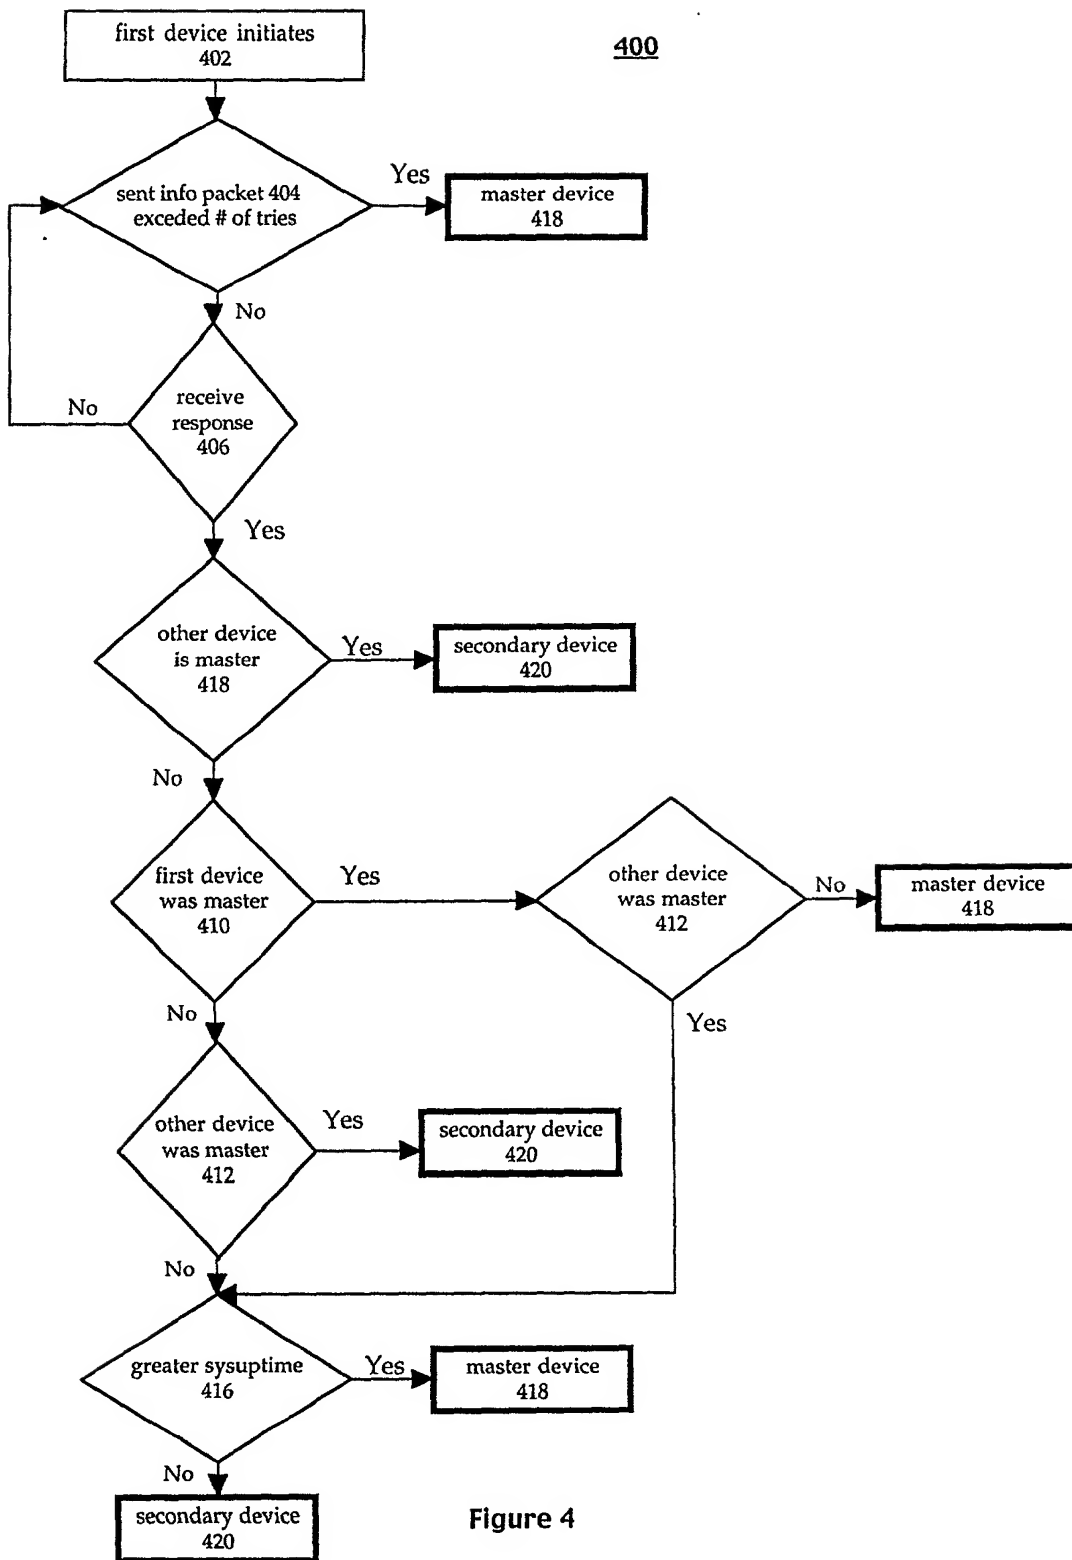 first device initiates
402
400
sent info packet 404
exceded # of tries
Yes
master device
418
No
receive
response
406
No
Yes
other device
is master
418
Yes
secondary device
420
No
first device
was master
410
Yes
other device
was master
412
No
master device
418
No
Yes
other device
was master
412
Yes
secondary device
420
No
greater sysuptime
416
Yes
master device
418
No
secondary device
420
Figure 4